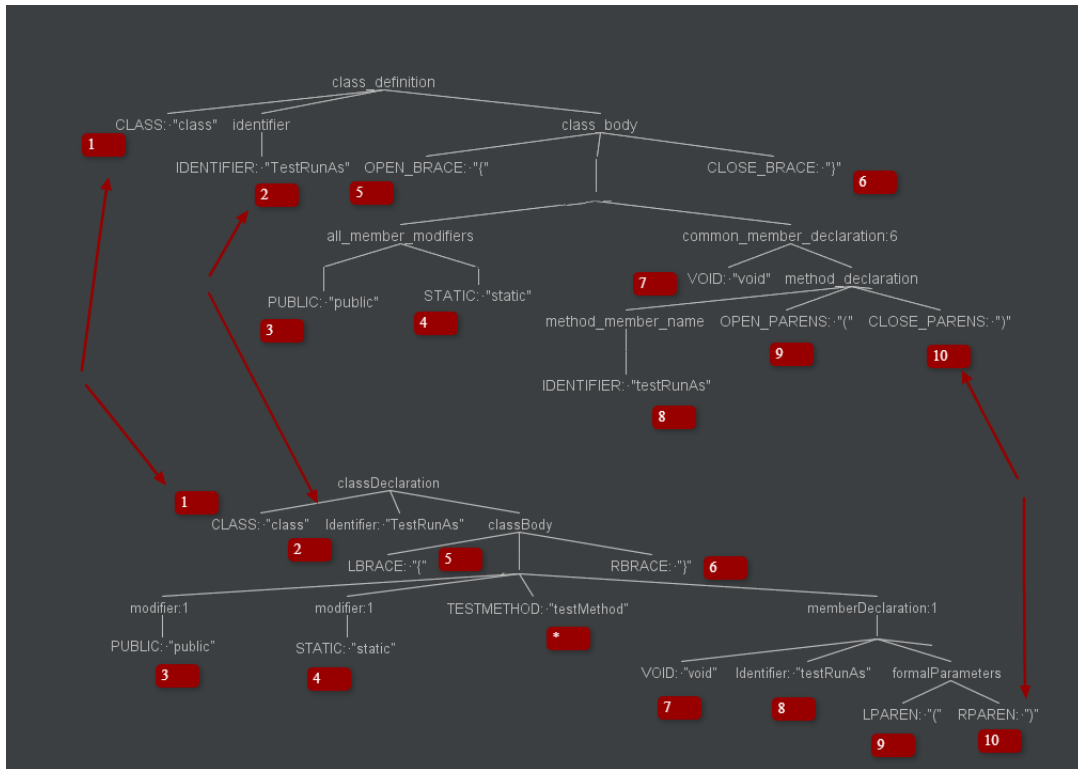 class_definition
CLASS:·"class" identifier class_body
1
IDENTIFIER:·"TestRunAs" OPEN_BRACE:·"{" CLOSE_BRACE:·"}"
2 5 6
all_member_modifiers common_member_declaration:6
7 VOID:·"void" method_declaration
PUBLIC:·"public" STATIC:·"static"
3 4 method_member_name OPEN_PARENS:·"(" CLOSE_PARENS:·")"
9 10
IDENTIFIER:·"testRunAs"
8
classDeclaration
1
CLASS:·"class" Identifier:·"TestRunAs" classBody
2 5 6
LBRACE:·"{" RBRACE:·"}"
modifier:1 modifier:1 TESTMETHOD:·"testMethod" memberDeclaration:1
PUBLIC:·"public" STATIC:·"static" *
3 4
VOID:·"void" Identifier:·"testRunAs" formalParameters
7 8
LPAREN:·"(" RPAREN:·")"
9 10